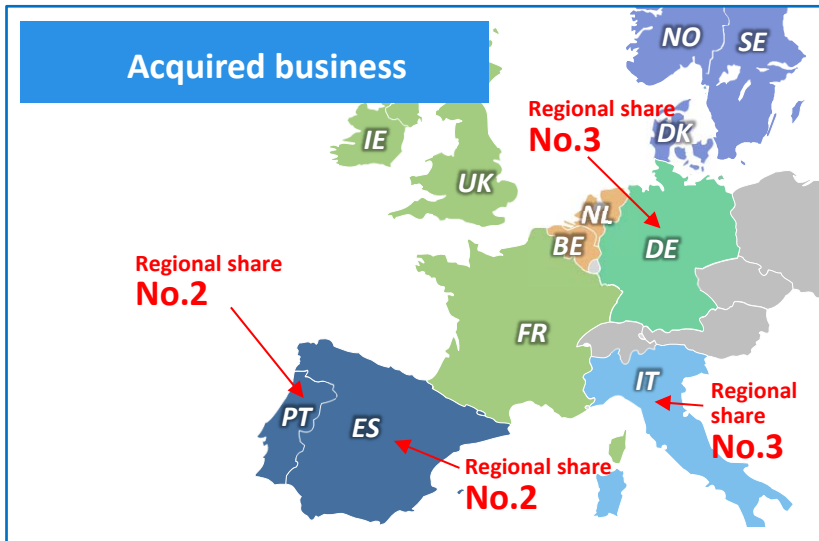 Acquired business
NO
SE
Regional share
No.3
DK
IE
UK
NL
BE
DE
Regional share
No.2
FR
IT
Regional
share
No.3
PT
ES
Regional share
No.2